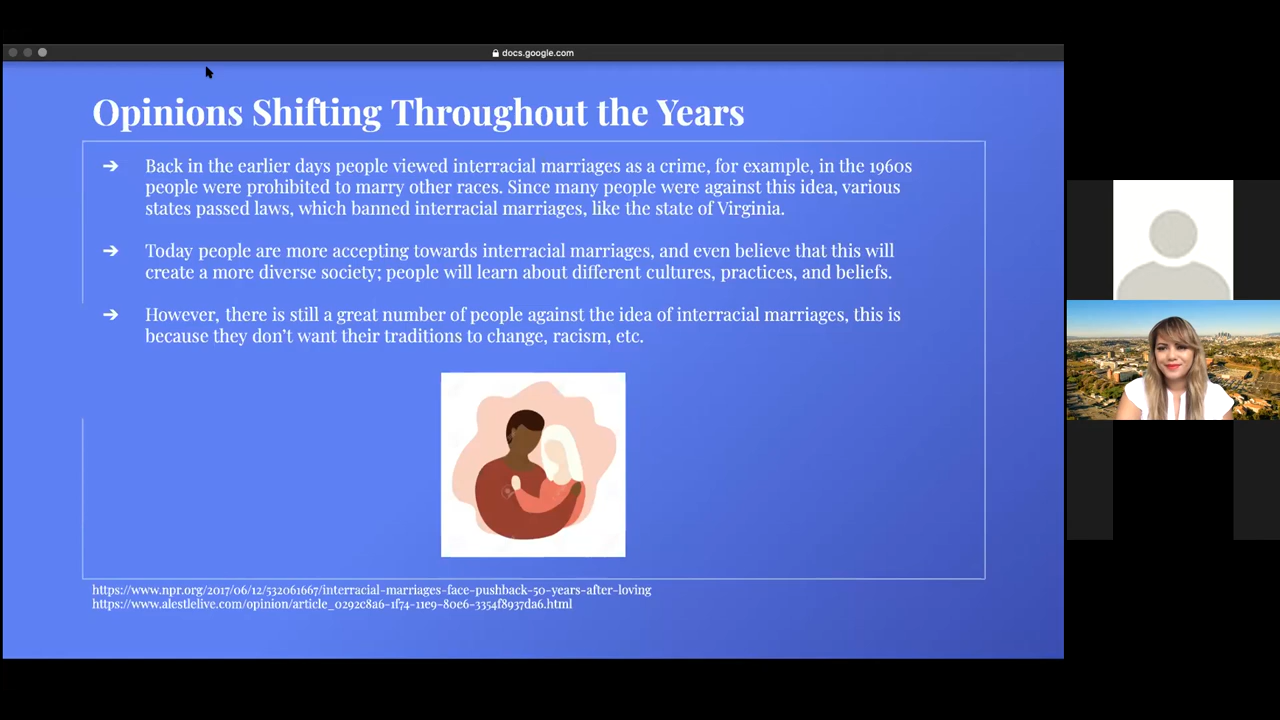 docs.google.com
Opinions Shifting Throughout the Years
➔ Back in the earlier days people viewed interracial marriages as a crime, for example, in the 1960s
people were prohibited to marry other races. Since many people were against this idea, various
states passed laws, which banned interracial marriages, like the state of Virginia.
➔ Today people are more accepting towards interracial marriages, and even believe that this will
create a more diverse society; people will learn about different cultures, practices, and beliefs.
➔ However, there is still a great number of people against the idea of interracial marriages, this is
because they don’t want their traditions to change, racism, etc.
https://www.npr.org/2017/06/12/532061667/interracial-marriages-face-pushback-50-years-after-loving
https://www.alestlelive.com/opinion/article_0292c8a6-1f74-11e9-80e6-3354f8937da6.html